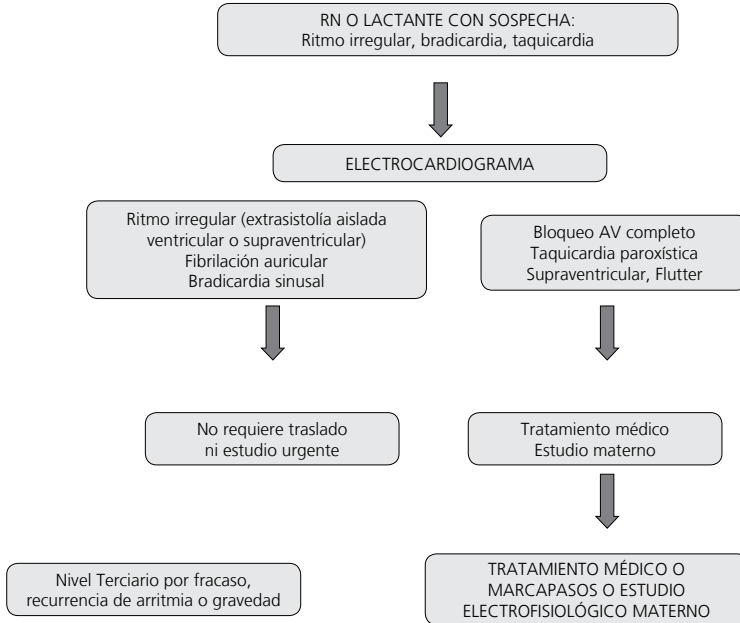 RN O LACTANTE CON SOSPECHA:
Ritmo irregular, bradicardia, taquicardia
ELECTROCARDIOGRAMA
Ritmo irregular (extrasistolía aislada
ventricular o supraventricular)
Fibrilación auricular
Bradicardia sinusal
Bloqueo AV completo
Taquicardia paroxística
Supraventricular, Flutter
No requiere traslado
ni estudio urgente
Tratamiento médico
Estudio materno
Nivel Terciario por fracaso,
recurrencia de arritmia o gravedad
TRATAMIENTO MÉDICO O
MARCAPASOS O ESTUDIO
ELECTROFISIOLÓGICO MATERNO